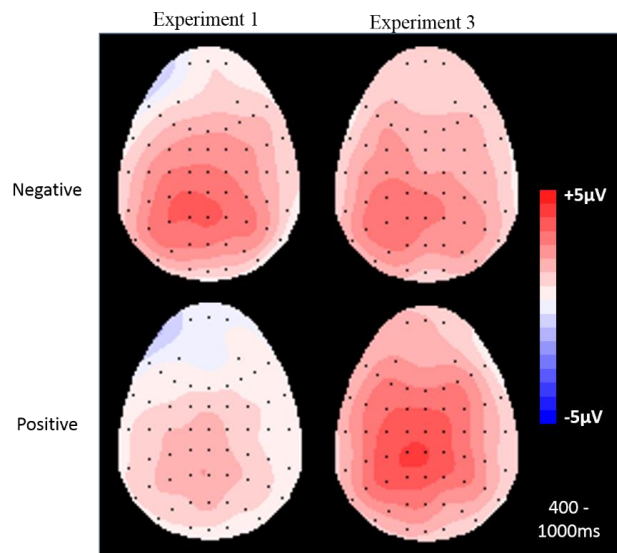 Experiment 1
Experiment 3
Negative
+5μV
-5μV
Positive
400 -
1000ms